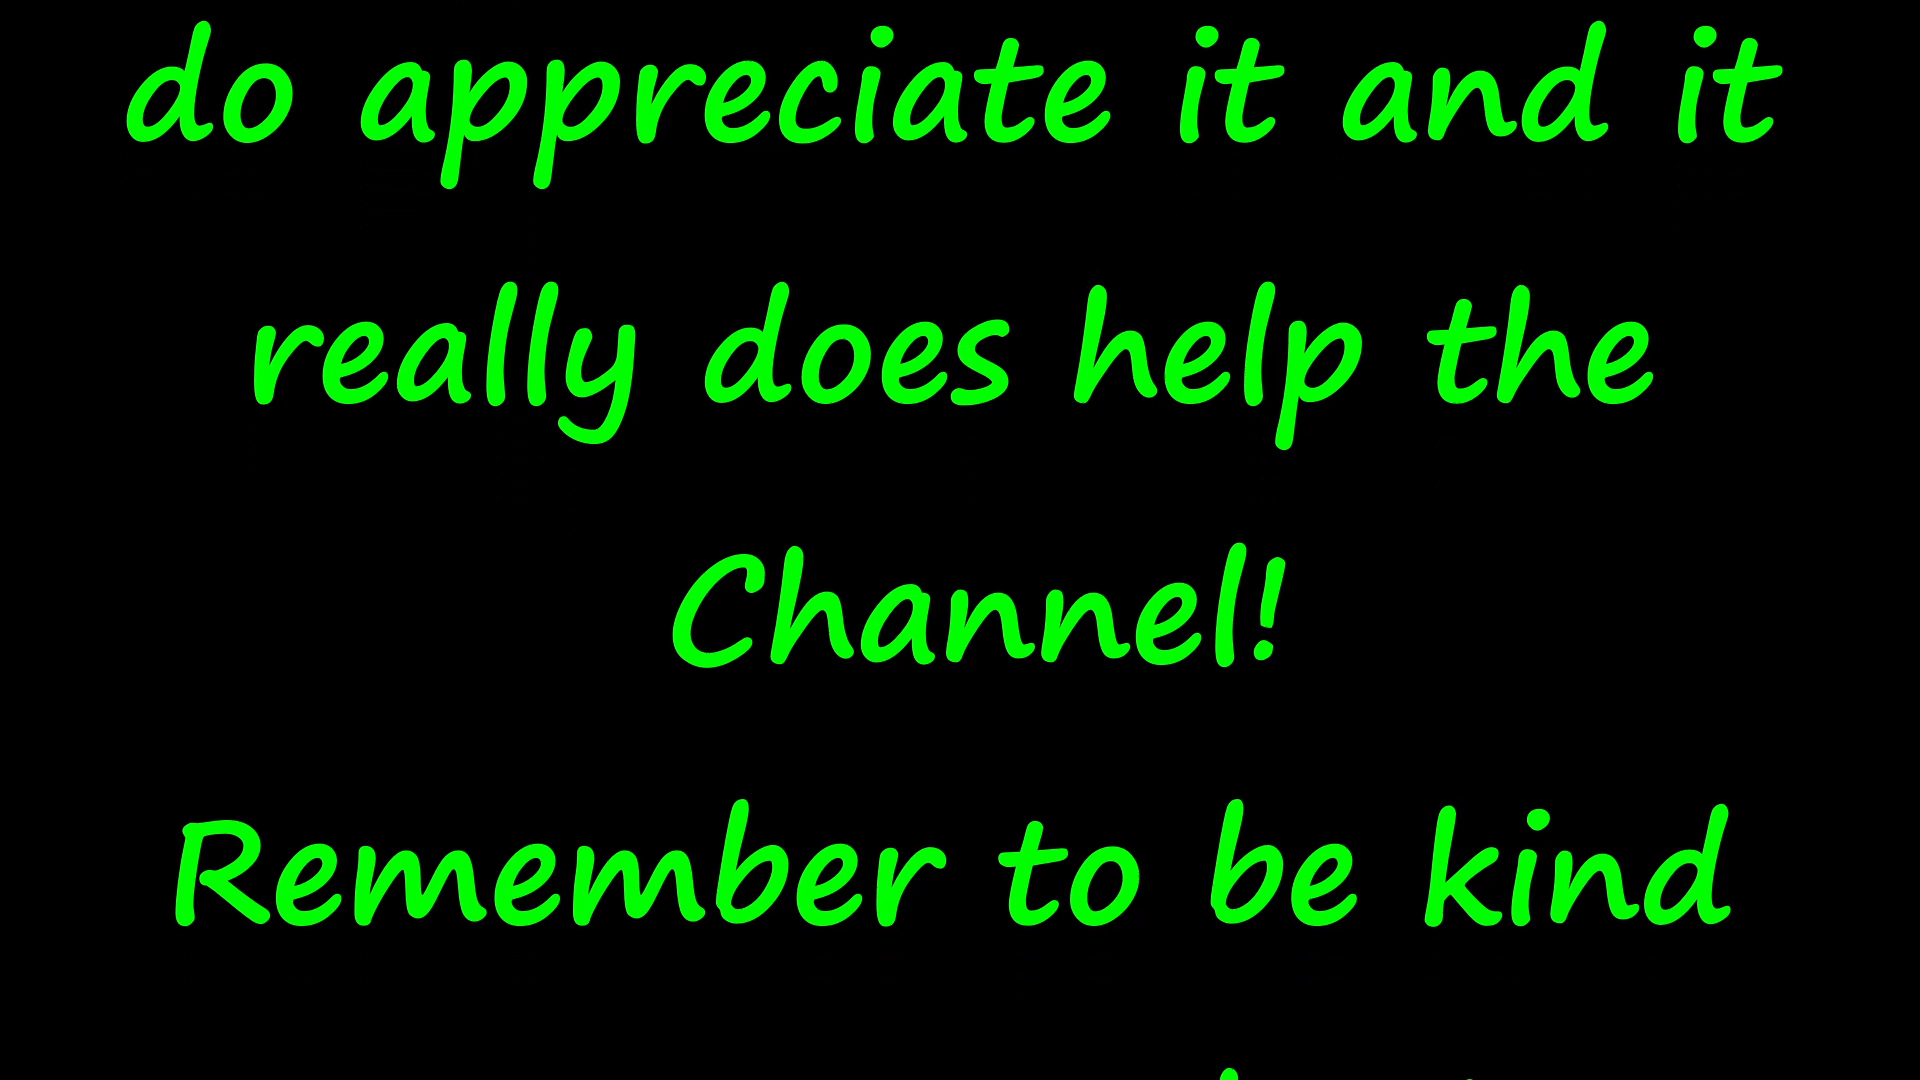 do appreciate it and it
really does help the
Channel!
Remember to be kind